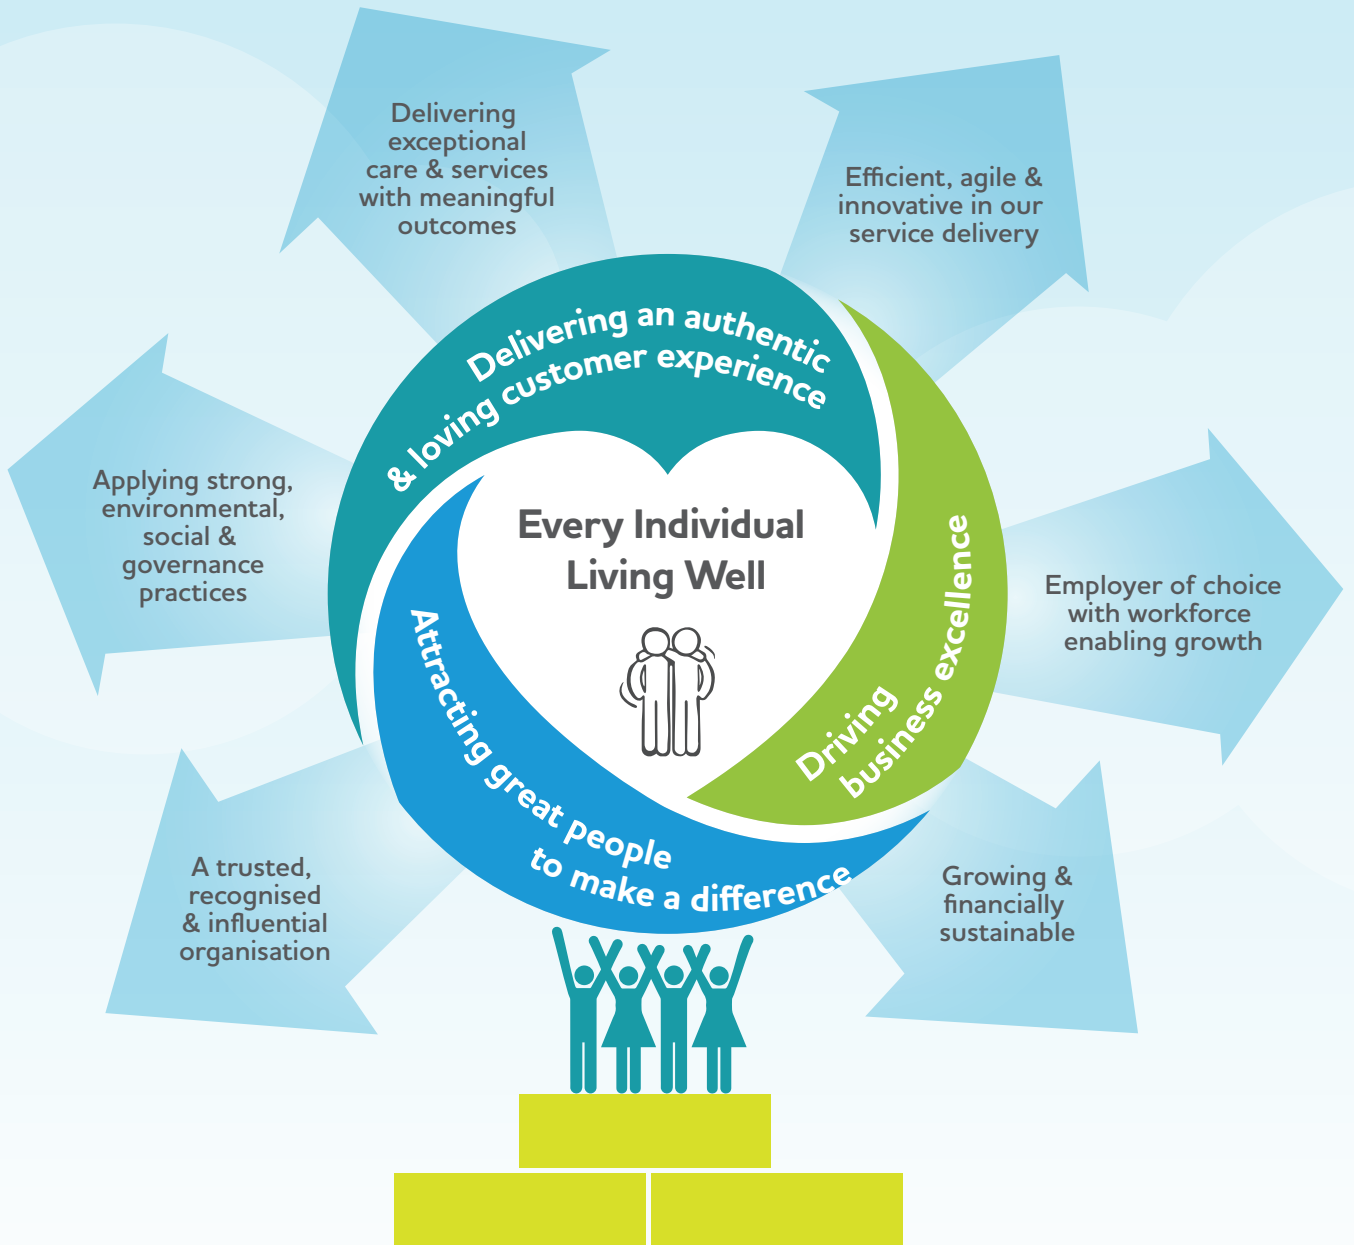 Delivering
exceptional
care & services
with meaningful
outcomes
Efficient, agile &
innovative in our
service delivery
Delivering an authentic
& loving customer experience
Applying strong,
environmental,
social &
governance
practices
Every Individual
Living Well
Employer of choice
with workforce
enabling growth
Driving
business excellence
Attracting great people
to make a difference
A trusted,
recognised
& influential
organisation
Growing &
financially
sustainable